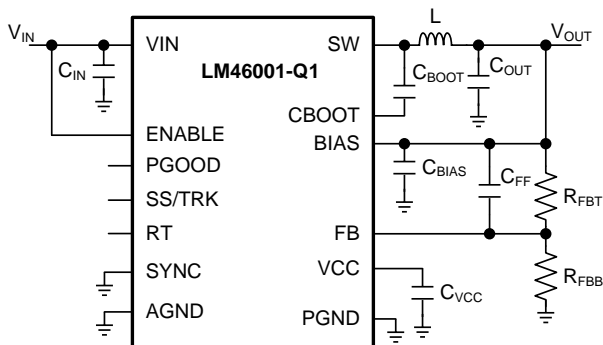 VIN
VOUT
L
VIN
SW
CIN
LM46001-Q1
CBOOT
COUT
CBOOT
ENABLE
BIAS
PGOOD
CBIAS
CFF
RFBT
SS/TRK
RT
FB
SYNC
VCC
RFBB
CVCC
AGND
PGND